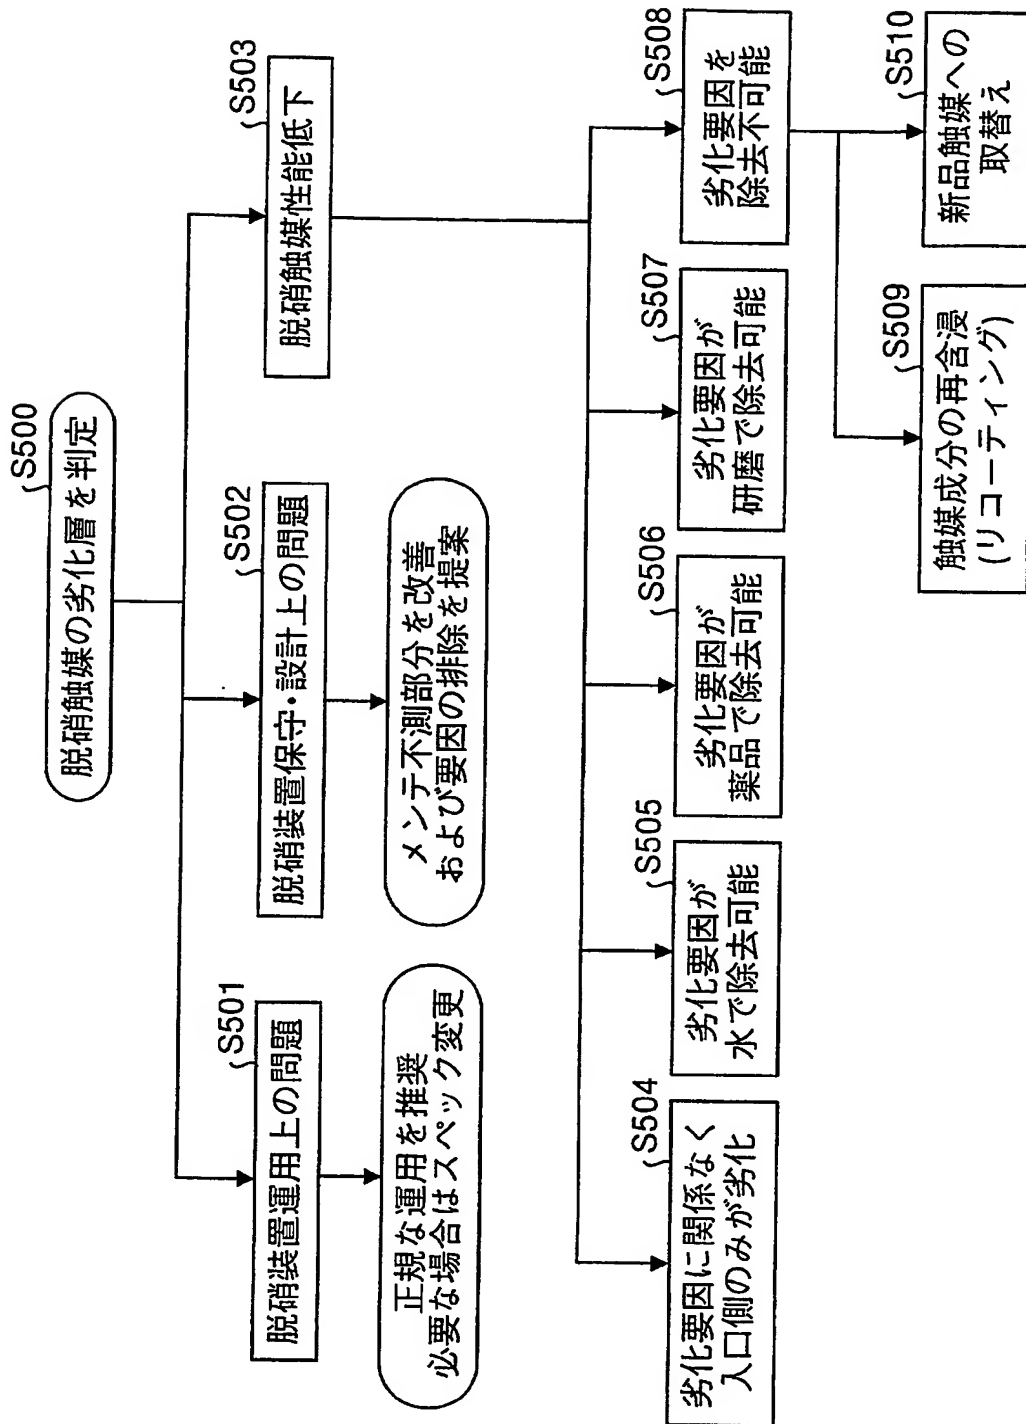 S500
脱硝触媒の劣化層を判定
S501
脱硝装置運用上の問題
正規な運用を推奨
必要な場合はスペック変更
S502
脱硝装置保守・設計上の問題
メンテ不測部分を改善
および要因の排除を提案
S503
脱硝触媒性能低下
S504
劣化要因に関係なく
入口側のみが劣化
S505
劣化要因が
水で除去可能
S506
劣化要因が
薬品で除去可能
S507
劣化要因が
研磨で除去可能
S508
劣化要因を
除去不可能
S509
触媒成分の再含浸
(リコーティング)
S510
新品触媒への
取替え